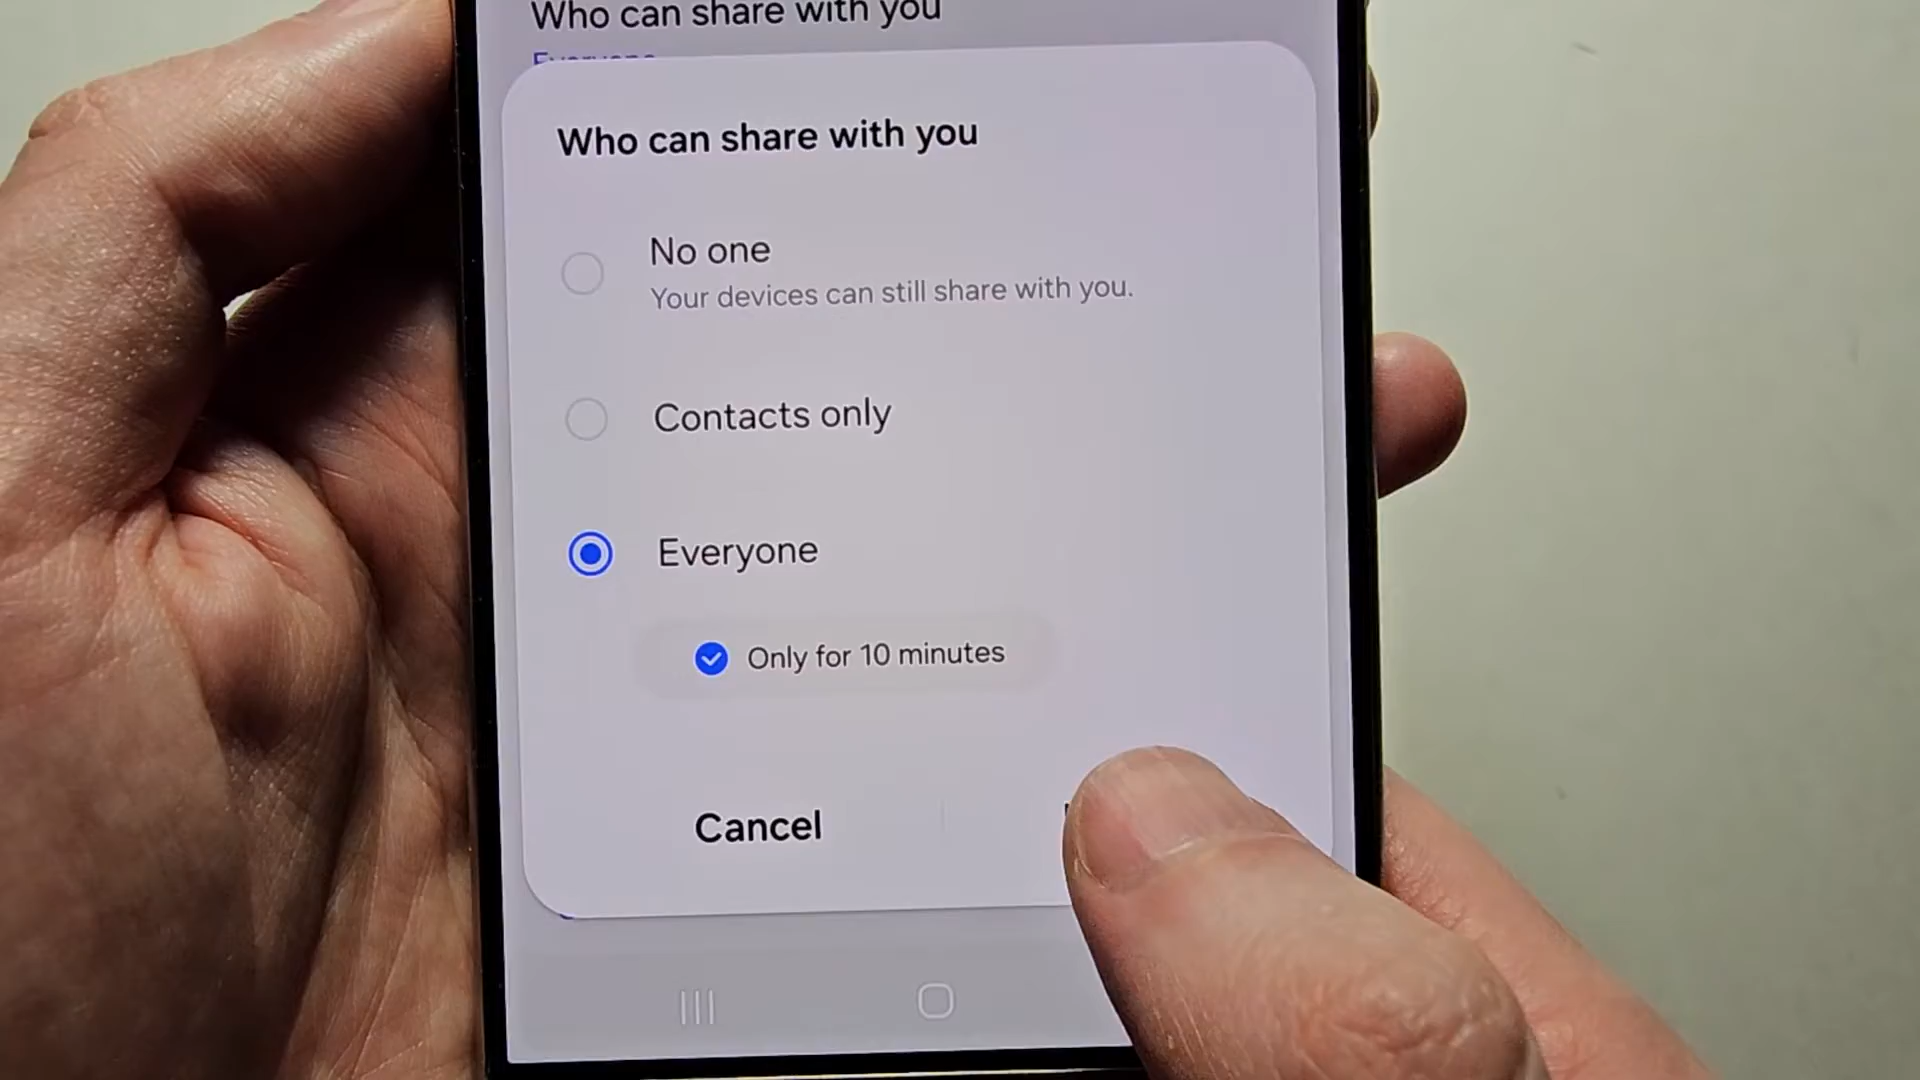 Who can share with you
Everyone
Who can share with you
No one
Your devices can still share with you.
Contacts only
Everyone
Only for 10 minutes
Cancel